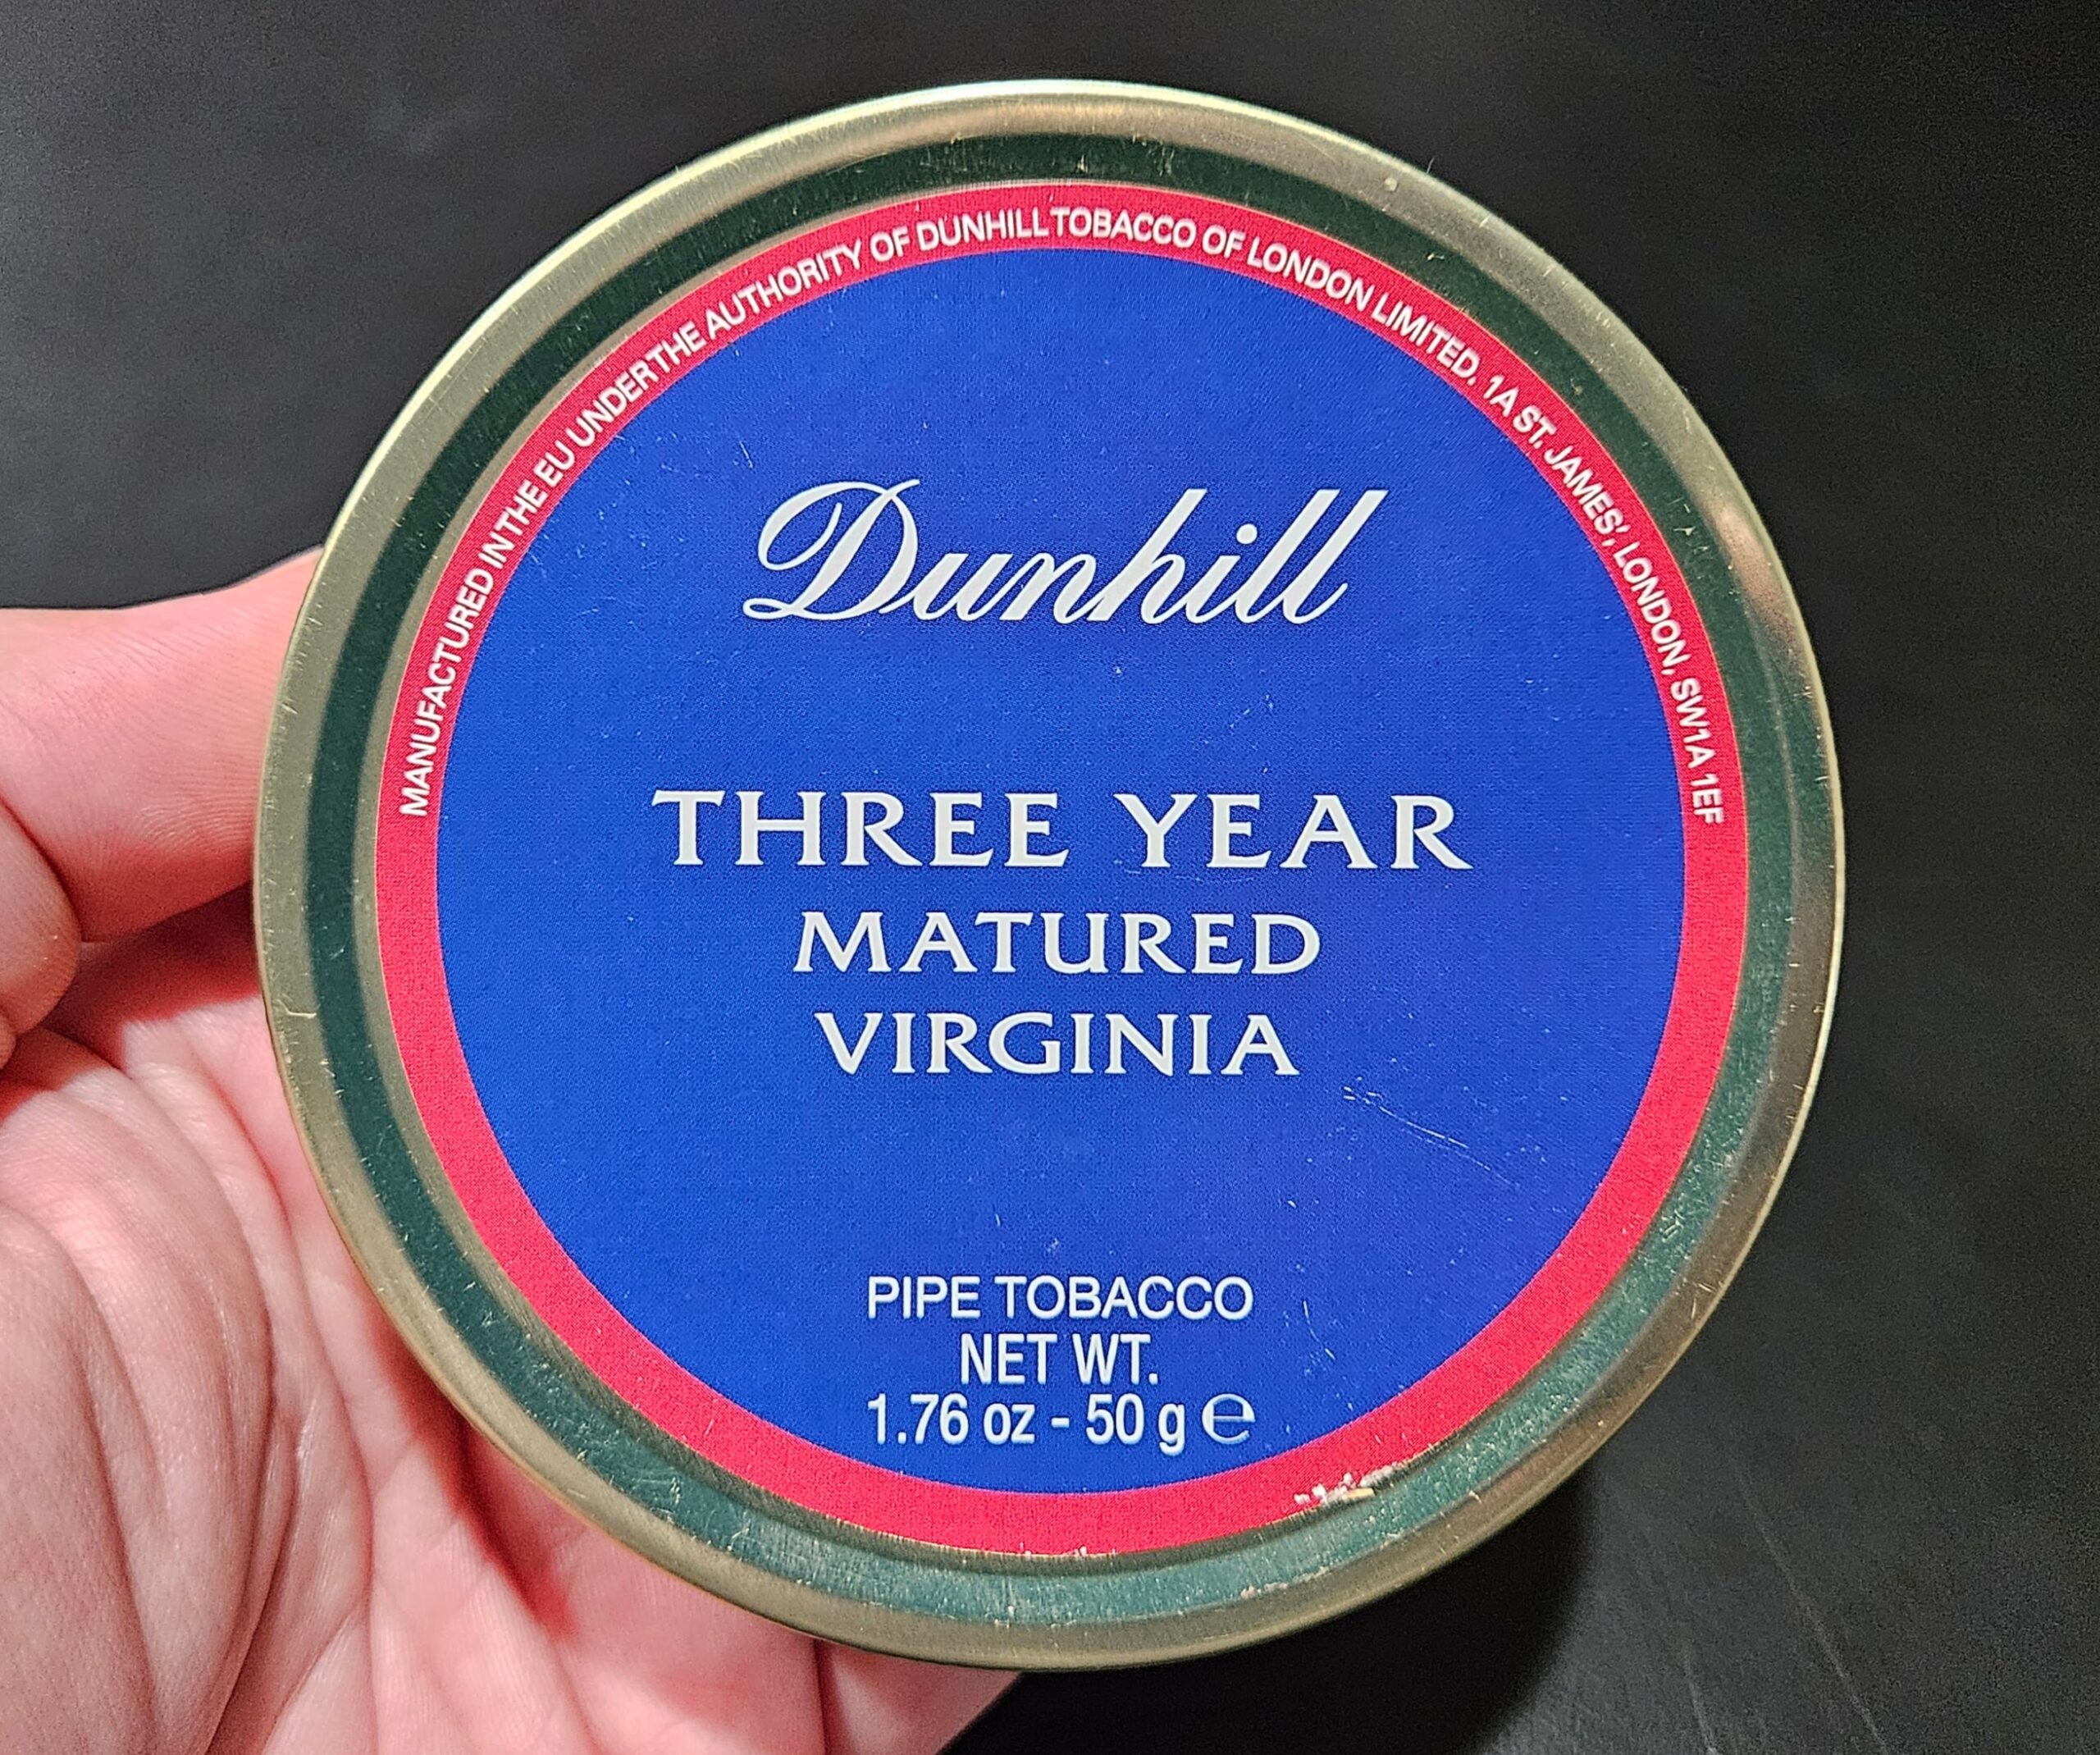 MANUFACTURED IN THE EU UNDER THE AUTHORITY OF DUNHILL TOBACCO OF LONDON LIMITED. 1A ST. JAMES', LONDON, SW1A 1EF
Dunhill
THREE YEAR
MATURED
VIRGINIA
PIPE TOBACCO
NET WT.
1.76 oz - 50 g ℮